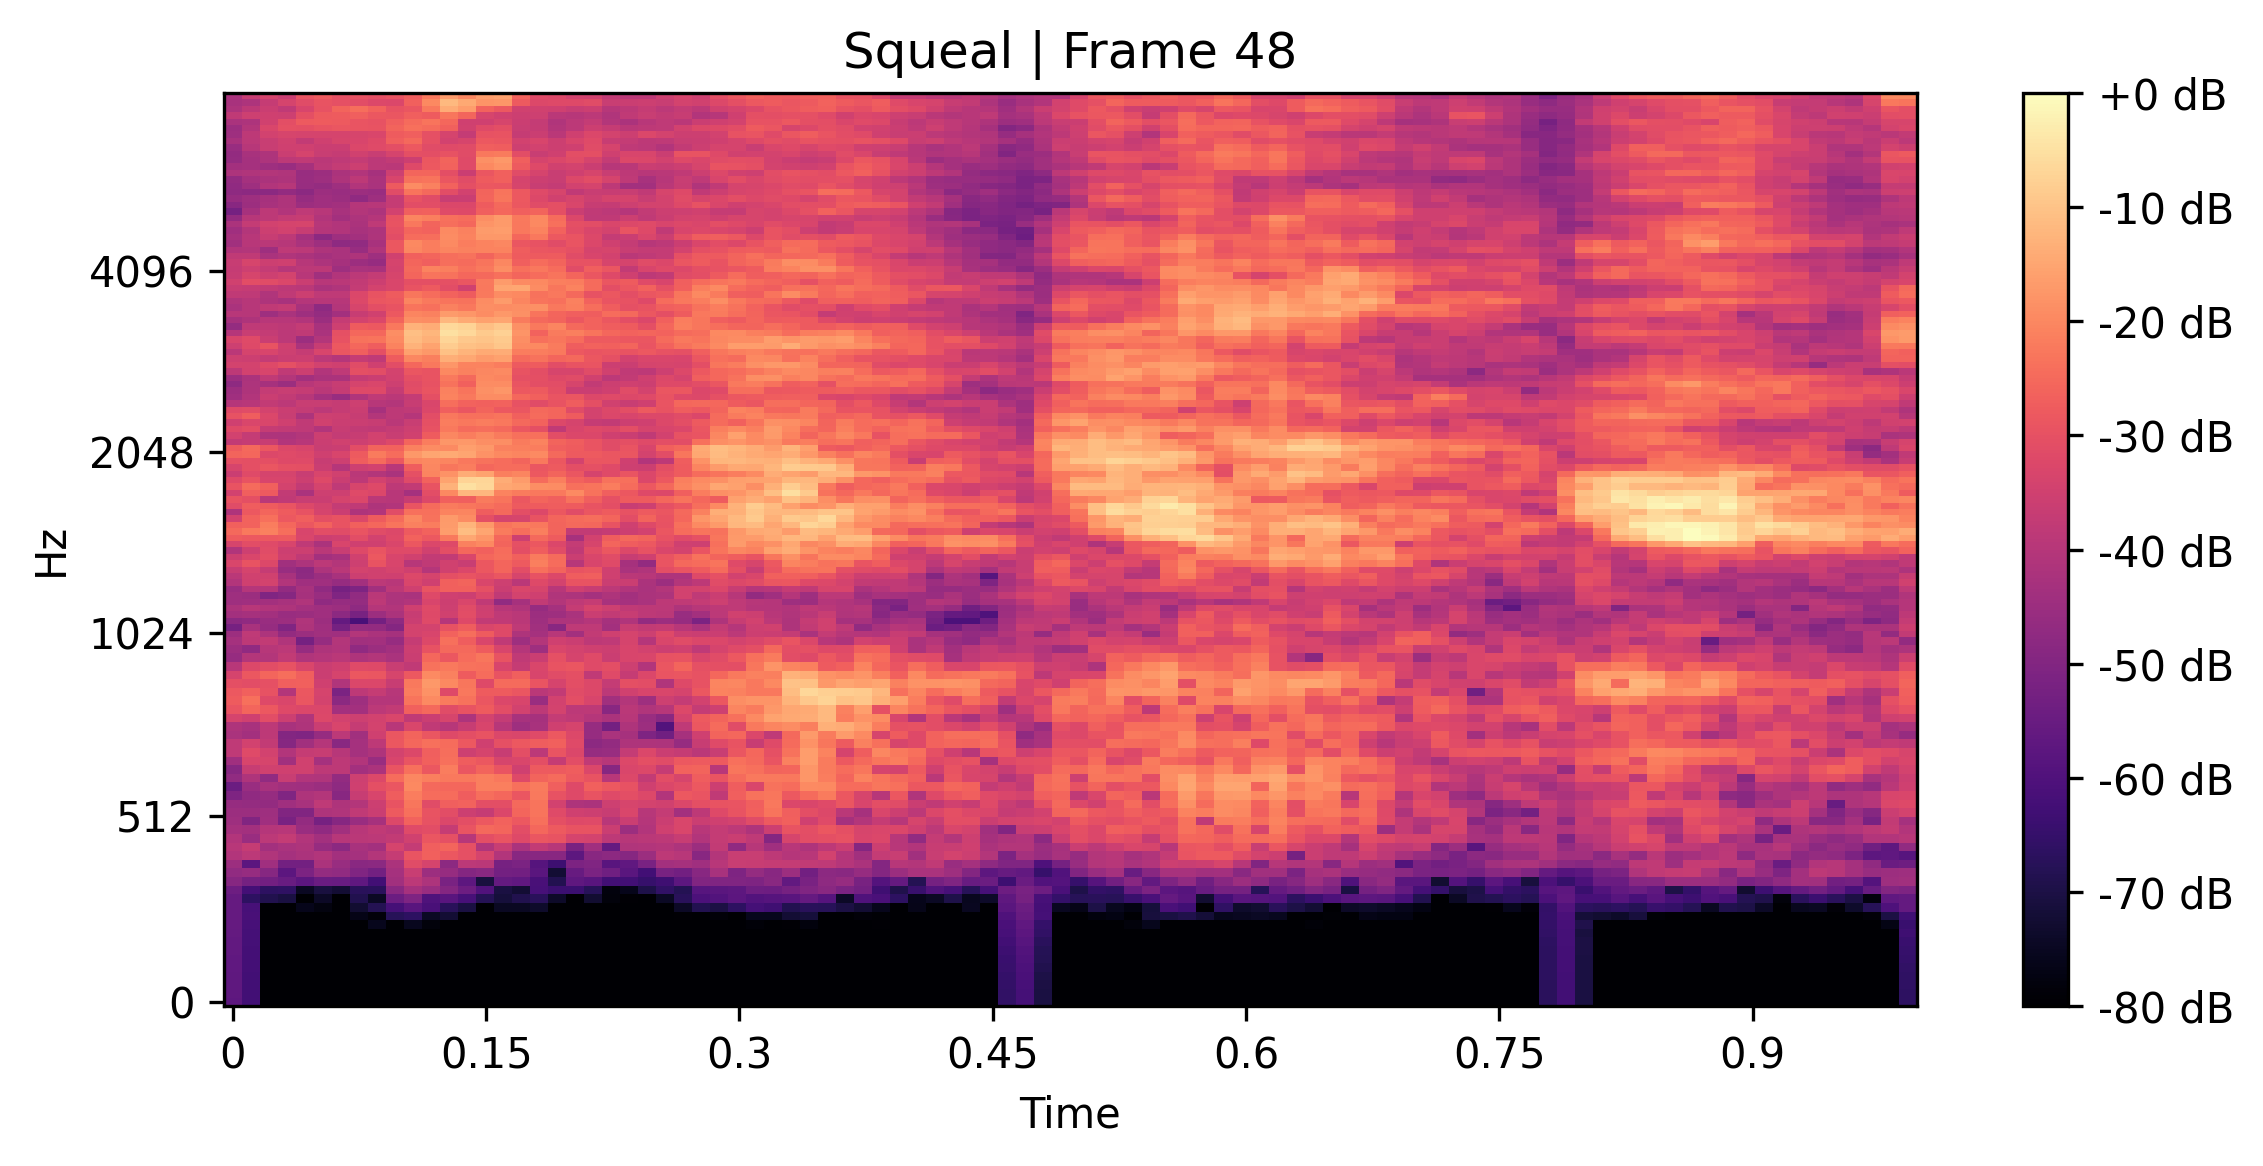 Squeal | Frame 48
Hz
4096
2048
1024
512
0
0 0.15 0.3 0.45 0.6 0.75 0.9
Time
+0 dB
-10 dB
-20 dB
-30 dB
-40 dB
-50 dB
-60 dB
-70 dB
-80 dB